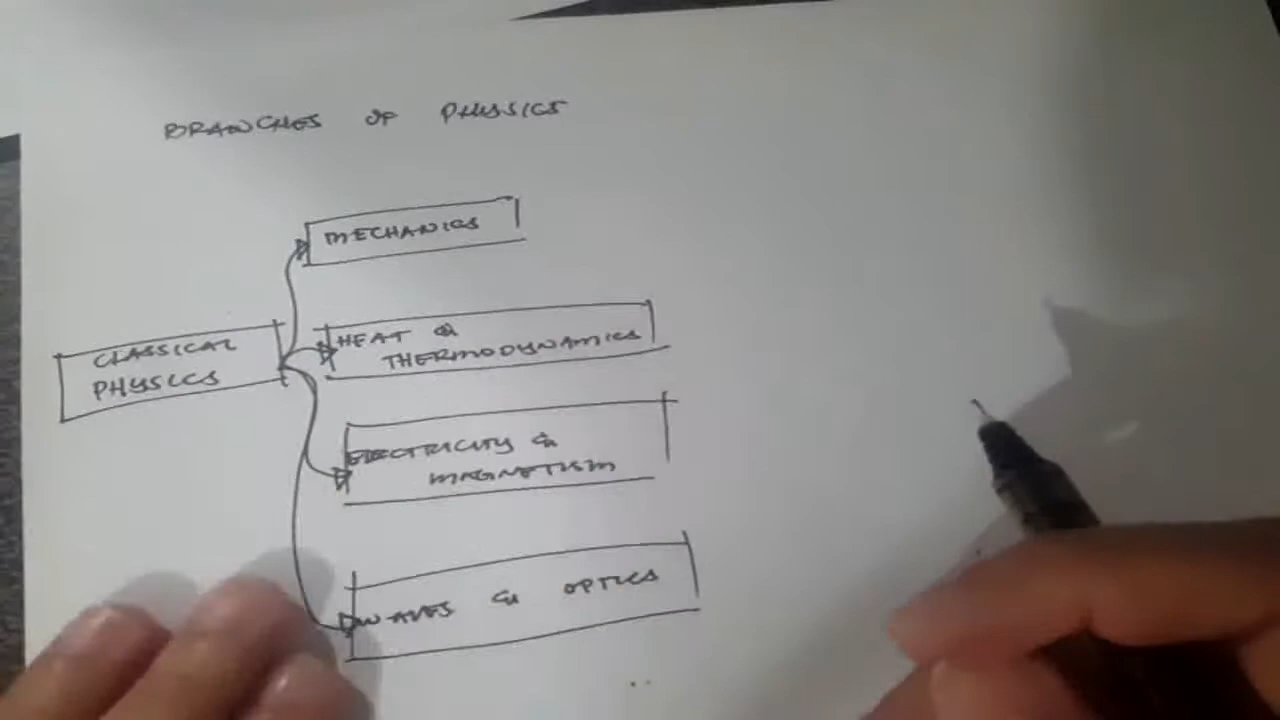 BRANCHES OF PHYSICS
MECHANICS
CLASSICAL
PHYSICS
HEAT &
THERMODYNAMICS
ELECTRICITY &
MAGNETISM
WAVES & OPTICS